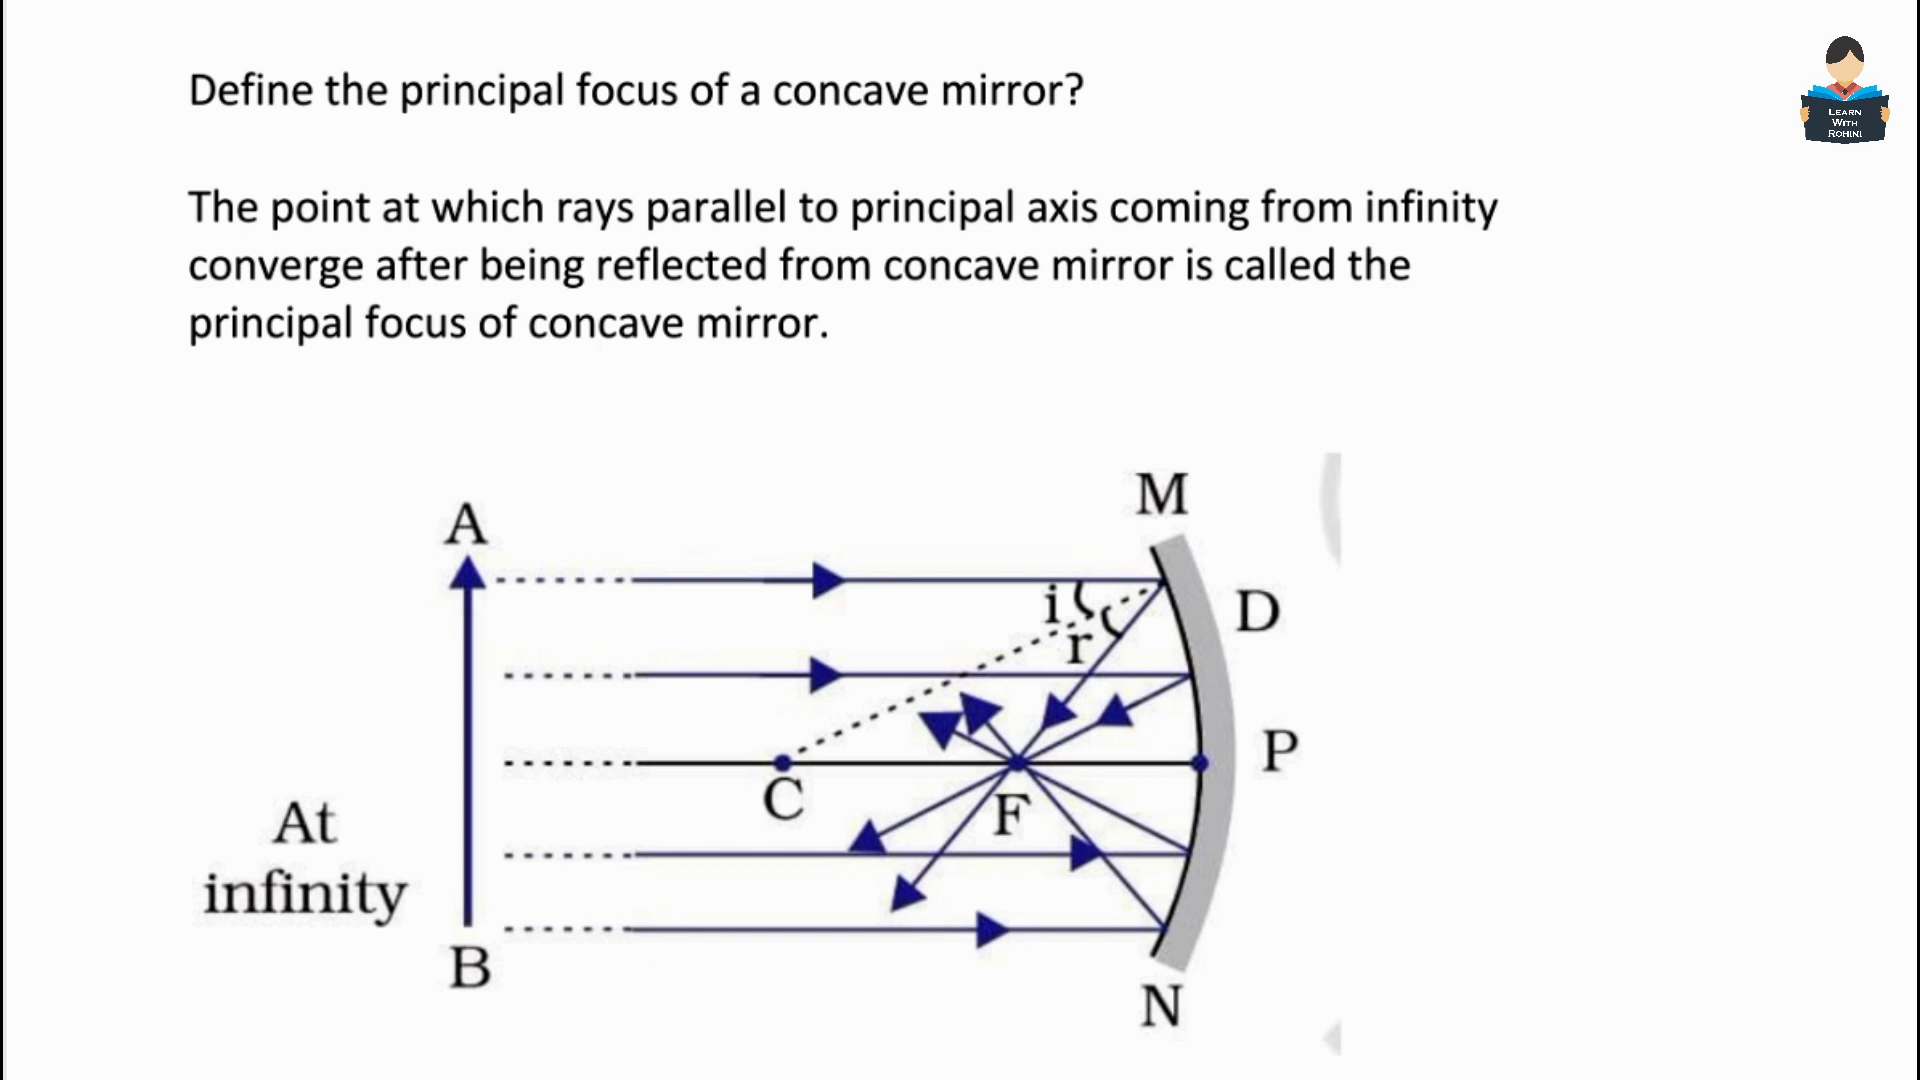 Define the principal focus of a concave mirror?
LEARN
WITH
ROHINI
The point at which rays parallel to principal axis coming from infinity
converge after being reflected from concave mirror is called the
principal focus of concave mirror.
M
A
i
D
r
P
C
F
At
infinity
B
N